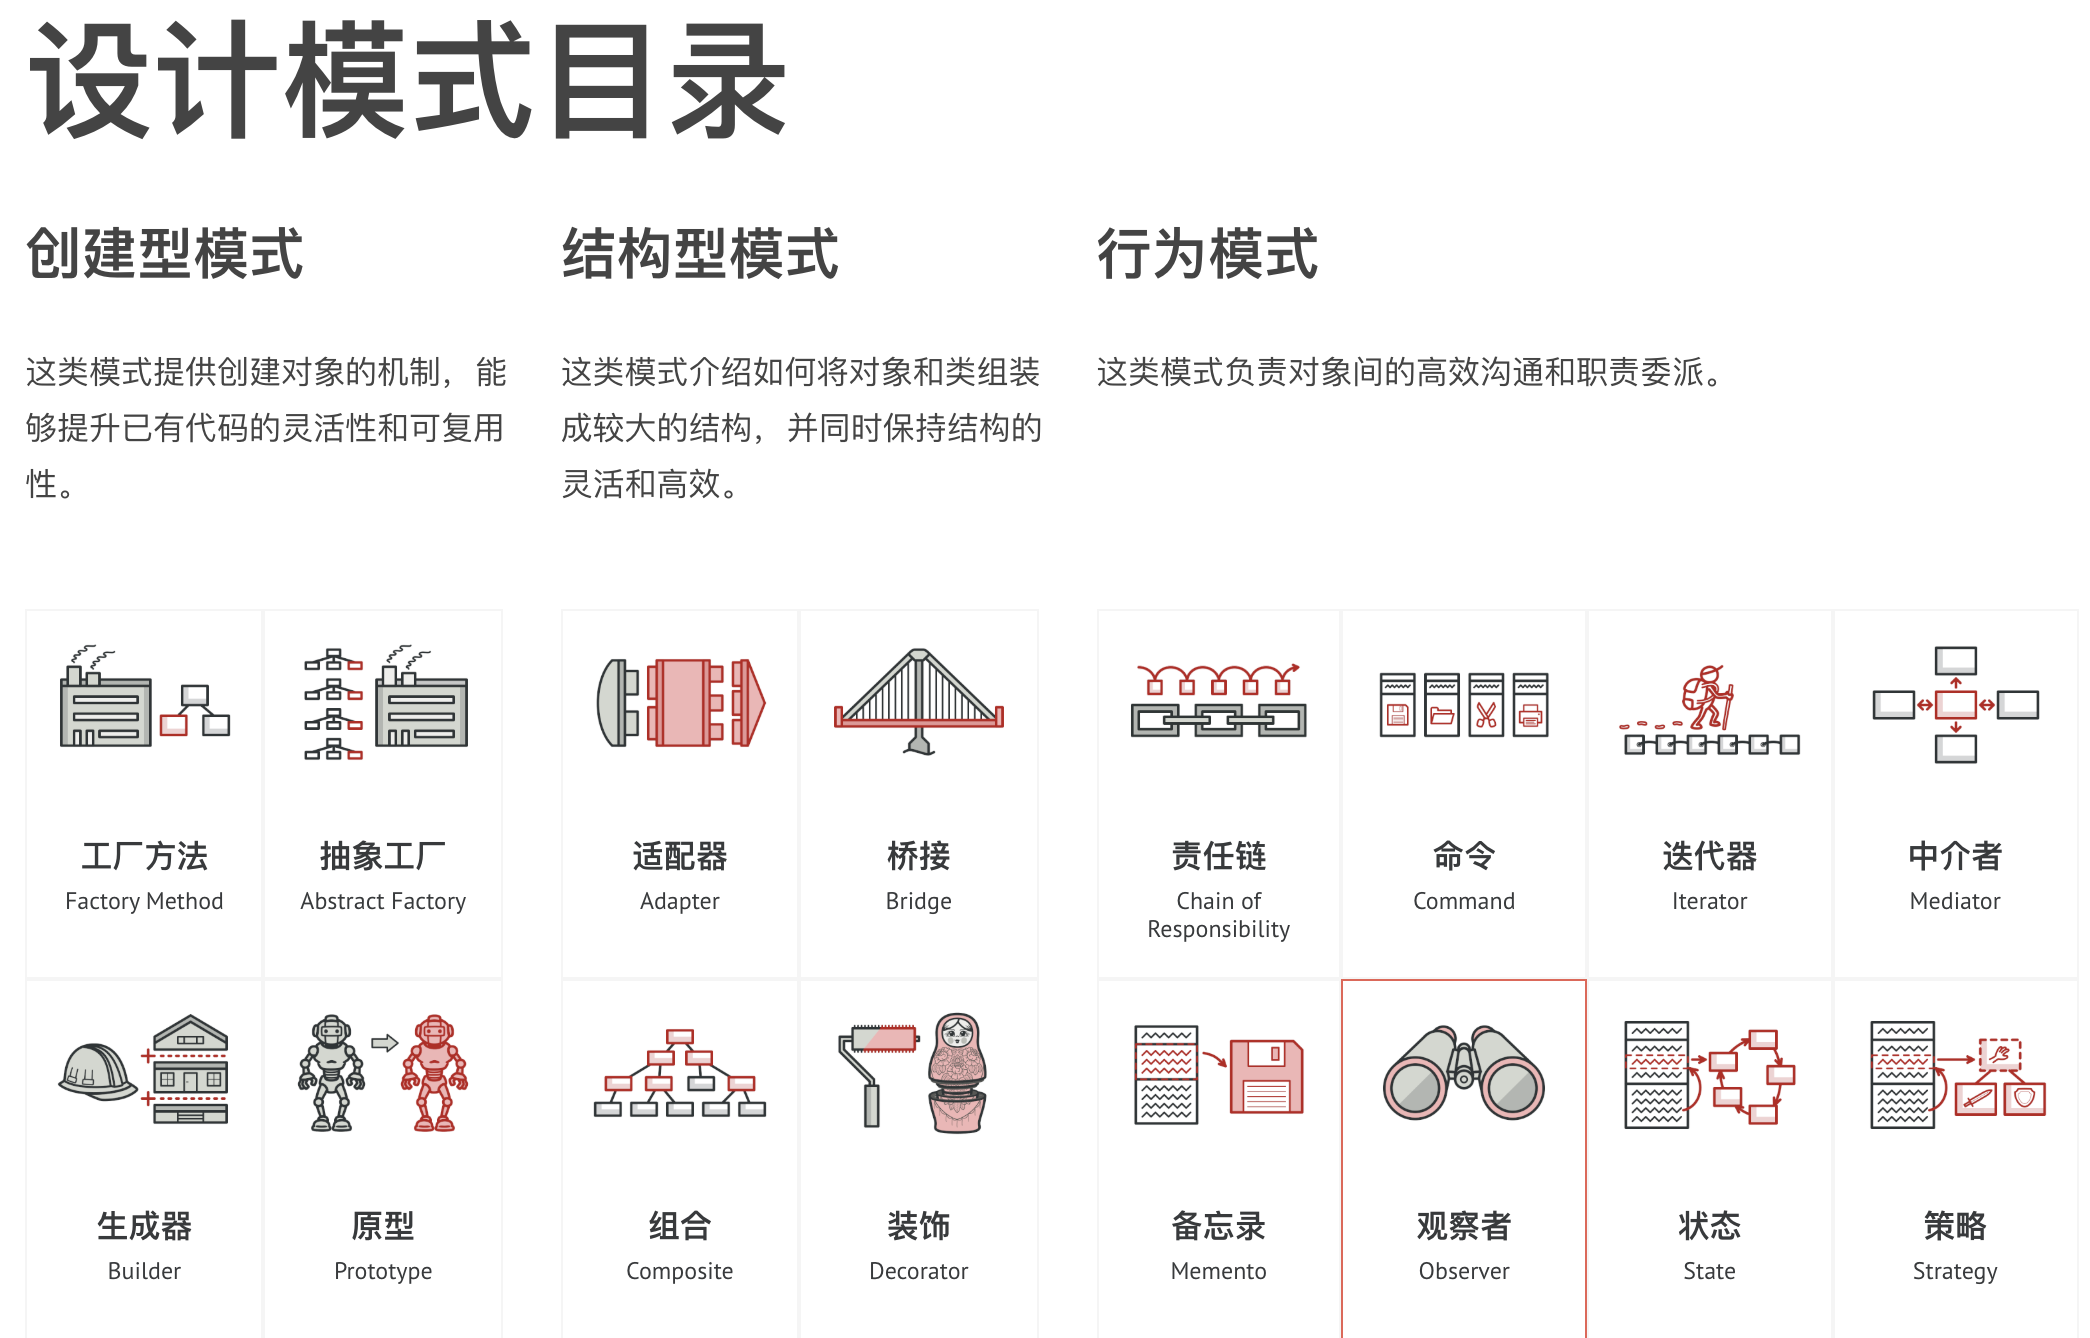 设计模式目录
创建型模式
这类模式提供创建对象的机制，能
够提升已有代码的灵活性和可复用
性。
结构型模式
这类模式介绍如何将对象和类组装
成较大的结构，并同时保持结构的
灵活和高效。
行为模式
这类模式负责对象间的高效沟通和职责委派。
工厂方法
Factory Method
抽象工厂
Abstract Factory
适配器
Adapter
桥接
Bridge
责任链
Chain of
Responsibility
命令
Command
迭代器
Iterator
中介者
Mediator
生成器
Builder
原型
Prototype
组合
Composite
装饰
Decorator
备忘录
Memento
观察者
Observer
状态
State
策略
Strategy